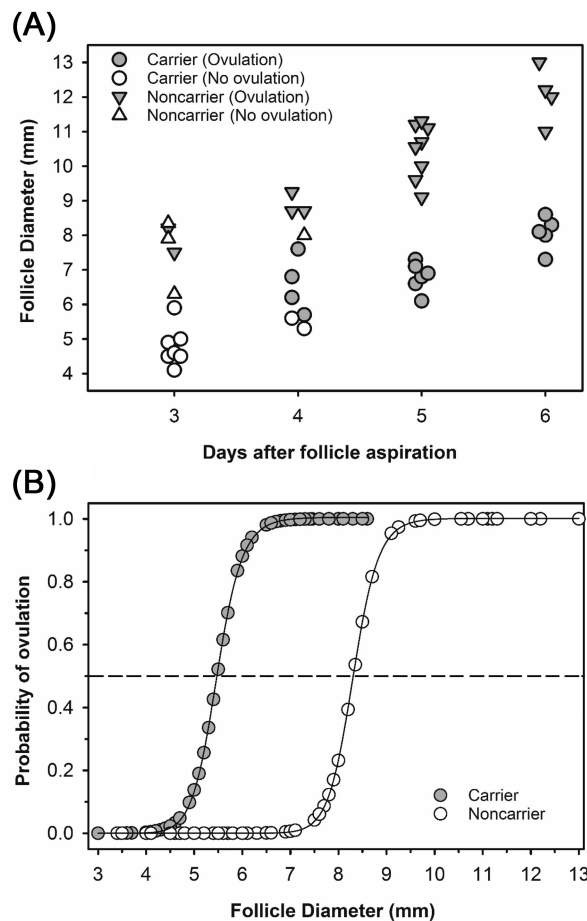 (A)
Carrier (Ovulation)
Carrier (No ovulation)
Noncarrier (Ovulation)
Noncarrier (No ovulation)
Follicle Diameter (mm)
13
12
11
10
9
8
7
6
5
4
3 4 5 6
Days after follicle aspiration
(B)
Probability of ovulation
1.0
0.8
0.6
0.4
0.2
0.0
Carrier
Noncarrier
3 4 5 6 7 8 9 10 11 12 13
Follicle Diameter (mm)